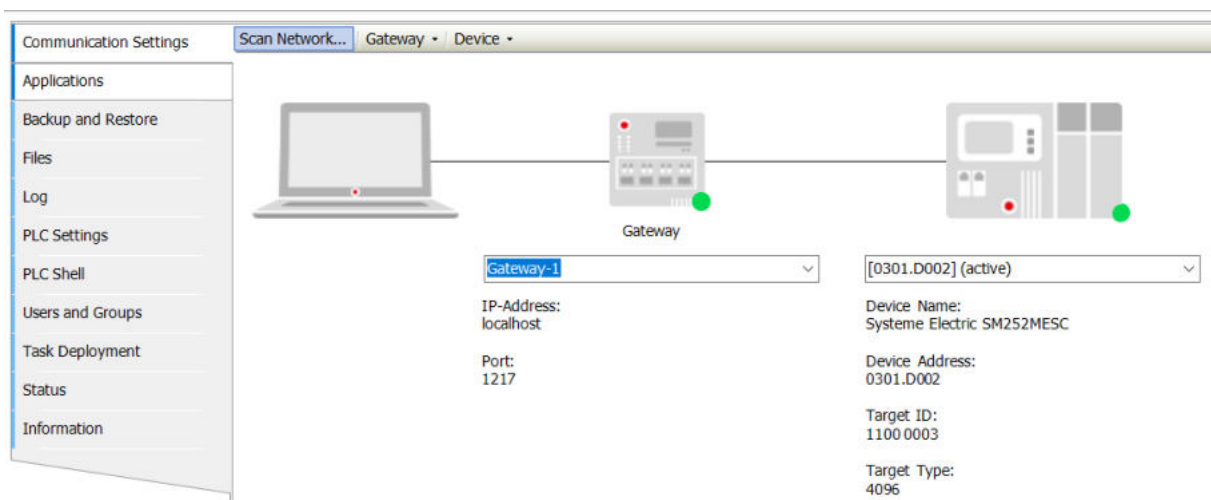 Communication Settings
Scan Network... Gateway Device
Applications
Backup and Restore
Files
Log
PLC Settings
PLC Shell
Users and Groups
Task Deployment
Status
Information
Gateway
Gateway-1
IP-Address:
localhost
Port:
1217
[0301.D002] (active)
Device Name:
Systeme Electric SM252MESC
Device Address:
0301.D002
Target ID:
1100 0003
Target Type:
4096